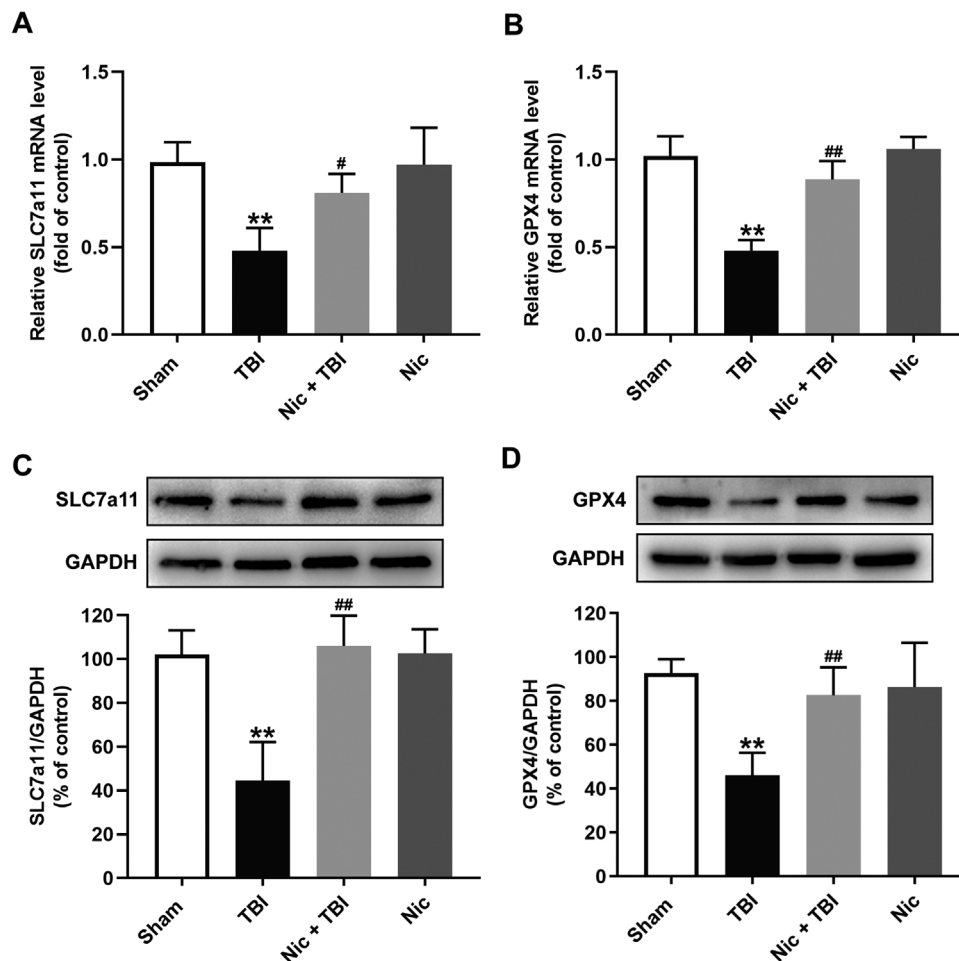 A
Relative SLC7a11 mRNA level
(fold of control)
1.5
1.0
0.5
0.0
**
#
Sham
TBI
Nic + TBI
Nic
B
Relative GPX4 mRNA level
(fold of control)
1.5
1.0
0.5
0.0
**
##
Sham
TBI
Nic + TBI
Nic
C
SLC7a11
GAPDH
SLC7a11/GAPDH
(% of control)
120
100
80
60
40
20
0
**
##
Sham
TBI
Nic + TBI
Nic
D
GPX4
GAPDH
GPX4/GAPDH
(% of control)
120
100
80
60
40
20
0
**
##
Sham
TBI
Nic + TBI
Nic